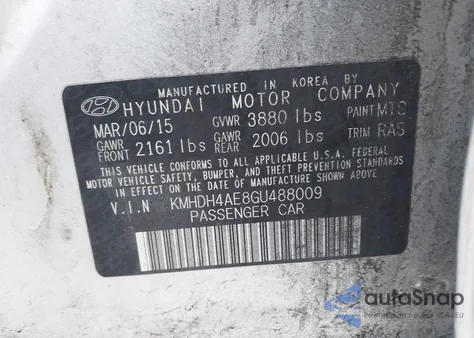 MANUFACTURED IN KOREA BY
HYUNDAI MOTOR COMPANY
MAR/06/15 GVWR 3880 lbs PAINT MTS
GAWR FRONT 2161 lbs GAWR REAR 2006 lbs TRIM RAS
THIS VEHICLE CONFORMS TO ALL APPLICABLE U.S.A. FEDERAL
MOTOR VEHICLE SAFETY, BUMPER, AND THEFT PREVENTION STANDARDS
IN EFFECT ON THE DATE OF MANUFACTURE SHOWN ABOVE.
V.I.N KMHDH4AE8GU488009
PASSENGER CAR
autoSnap